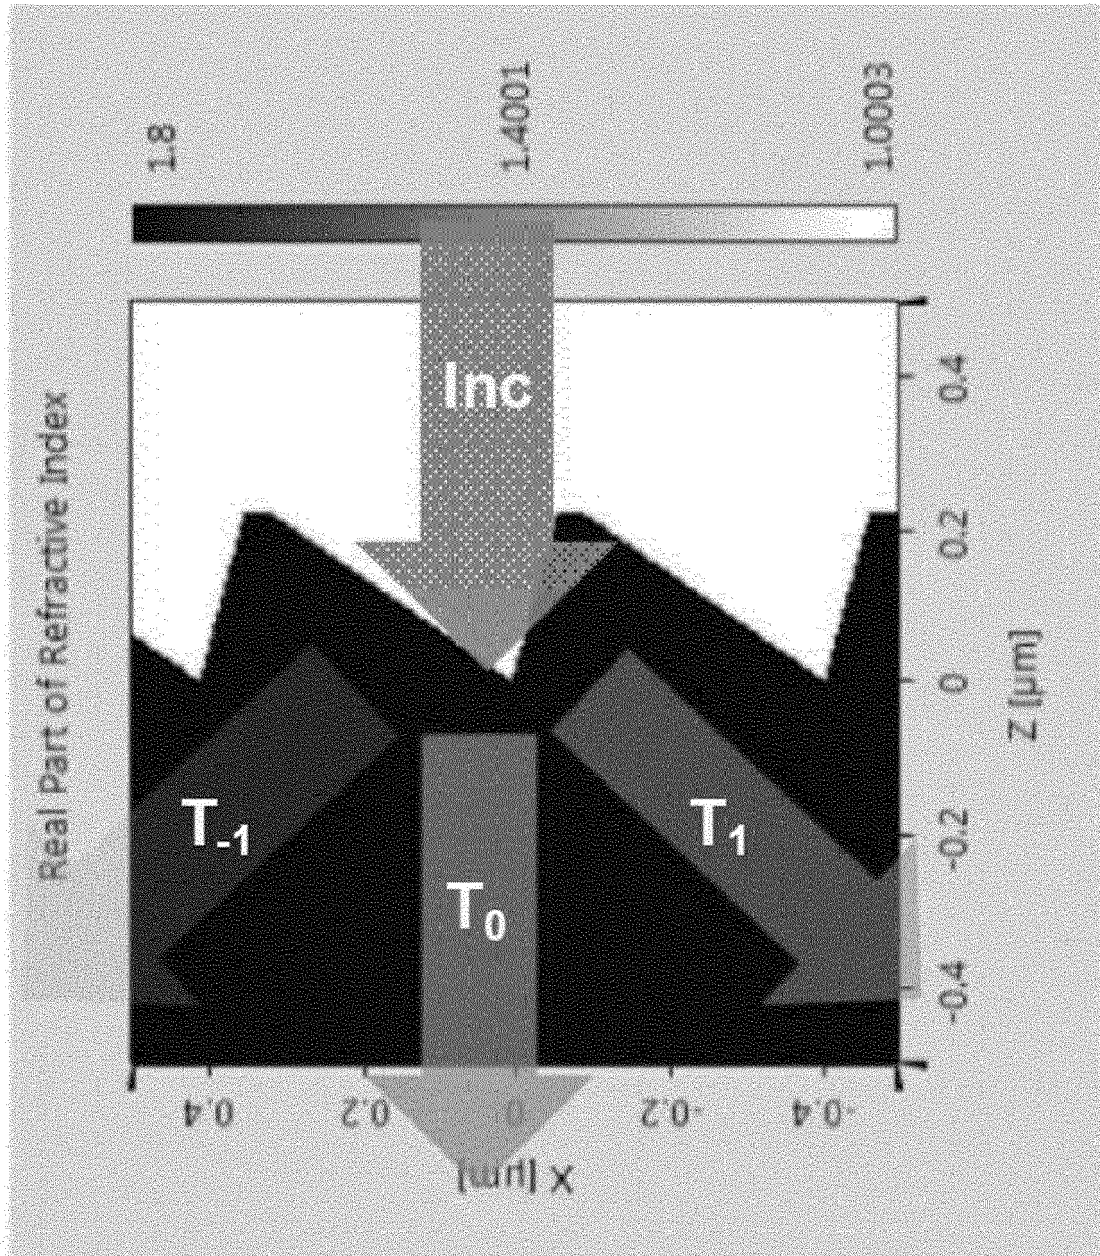 Real Part of Refractive Index
1.8
1.4001
1.0003
Inc
T-1
T0
T1
0.4
0.2
0
-0.2
-0.4
Z [µm]
0.4
0.2
0
-0.2
-0.4
X [µm]